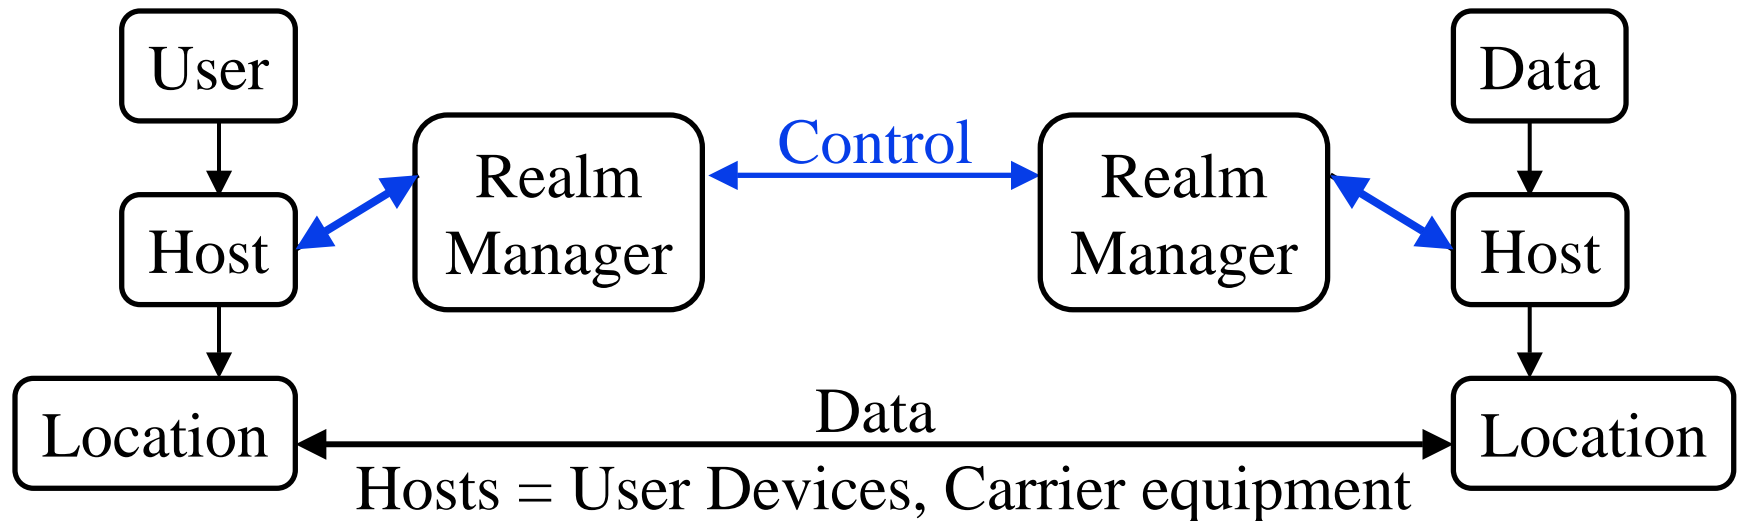 User
Data
Control
Realm
Manager
Realm
Manager
Host
Host
Location
Data
Location
Hosts = User Devices, Carrier equipment